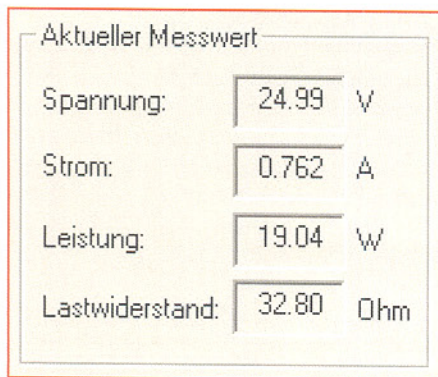 Aktueller Messwert
Spannung: 24.99 V
Strom: 0.762 A
Leistung: 19.04 W
Lastwiderstand: 32.80 Ohm